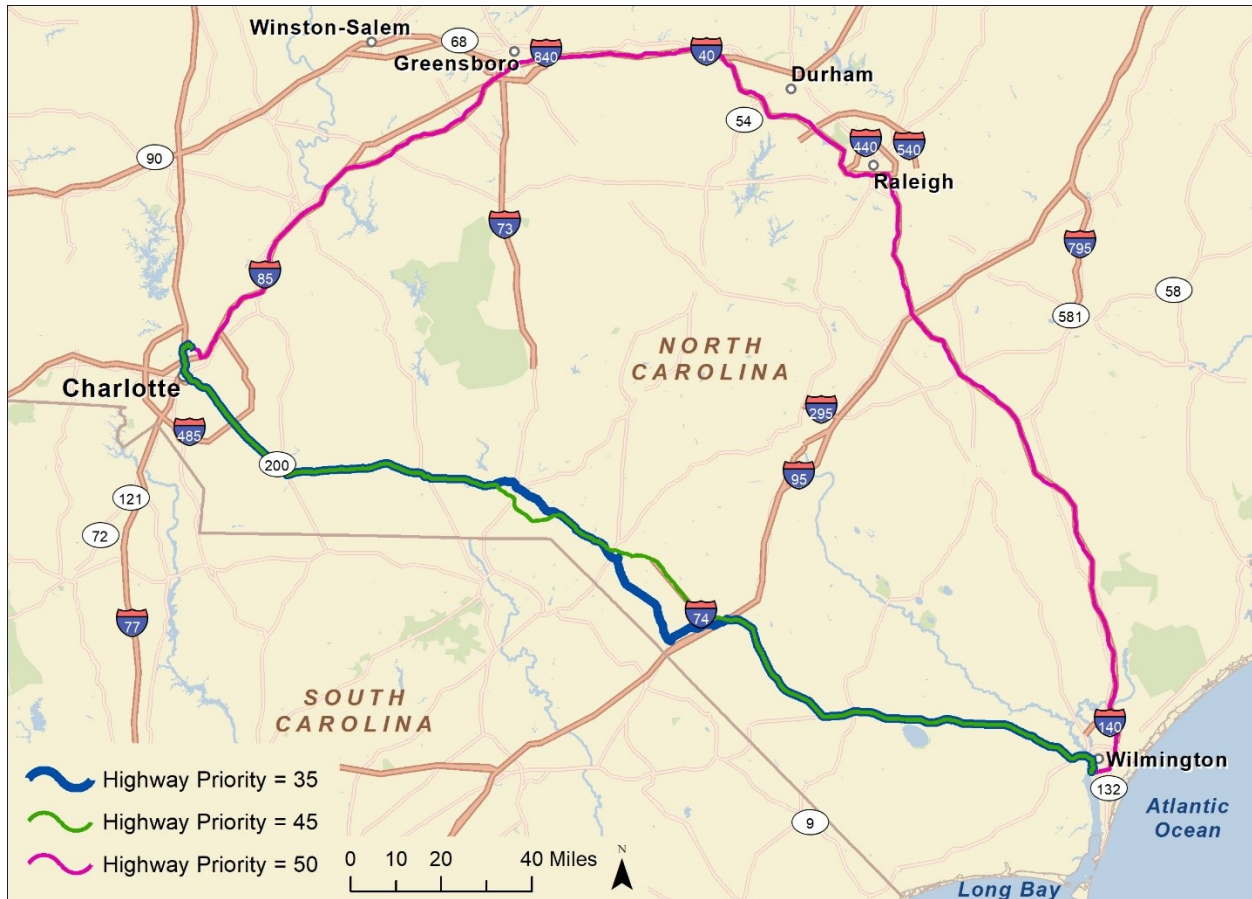 Winston-Salem
68
Greensboro
840
40
Durham
54
440
540
90
Raleigh
73
795
85
58
581
NORTH
CAROLINA
Charlotte
295
485
200
95
121
72
74
77
SOUTH
CAROLINA
140
Wilmington
132
Atlantic
Ocean
9
Long Bay
Highway Priority = 35
Highway Priority = 45
Highway Priority = 50
0 10 20 40 Miles
N